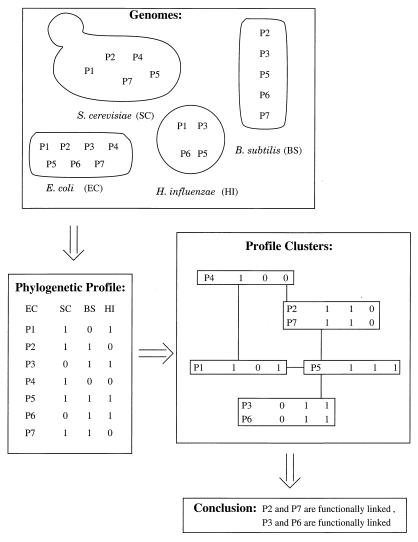 Genomes:
P2 P4
P1 P7 P5
S. cerevisiae (SC)
P2
P3
P5
P6
P7
B. subtilis (BS)
P1 P2 P3 P4
P5 P6 P7
E. coli (EC)
P1 P3
P6 P5
H. influenzae (HI)
Phylogenetic Profile:
EC SC BS HI
P1 1 0 1
P2 1 1 0
P3 0 1 1
P4 1 0 0
P5 1 1 1
P6 0 1 1
P7 1 1 0
Profile Clusters:
P4 1 0 0
P2 1 1 0
P7 1 1 0
P1 1 0 1
P5 1 1 1
P3 0 1 1
P6 0 1 1
Conclusion: P2 and P7 are functionally linked ,
P3 and P6 are functionally linked